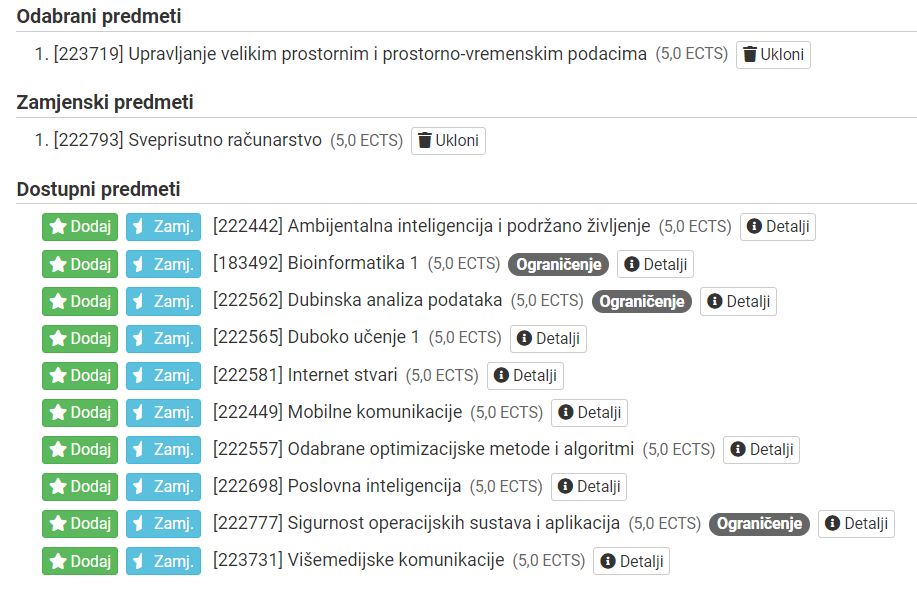 Odabrani predmeti
1. [223719] Upravljanje velikim prostornim i prostorno-vremenskim podacima (5,0 ECTS) Ukloni
Zamjenski predmeti
1. [222793] Sveprisutno računarstvo (5,0 ECTS) Ukloni
Dostupni predmeti
Dodaj Zamj. [222442] Ambijentalna inteligencija i podržano življenje (5,0 ECTS) Detalji
Dodaj Zamj. [183492] Bioinformatika 1 (5,0 ECTS) Ograničenje Detalji
Dodaj Zamj. [222562] Dubinska analiza podataka (5,0 ECTS) Ograničenje Detalji
Dodaj Zamj. [222565] Duboko učenje 1 (5,0 ECTS) Detalji
Dodaj Zamj. [222581] Internet stvari (5,0 ECTS) Detalji
Dodaj Zamj. [222449] Mobilne komunikacije (5,0 ECTS) Detalji
Dodaj Zamj. [222557] Odabrane optimizacijske metode i algoritmi (5,0 ECTS) Detalji
Dodaj Zamj. [222698] Poslovna inteligencija (5,0 ECTS) Detalji
Dodaj Zamj. [222777] Sigurnost operacijskih sustava i aplikacija (5,0 ECTS) Ograničenje Detalji
Dodaj Zamj. [223731] Višemedijske komunikacije (5,0 ECTS) Detalji